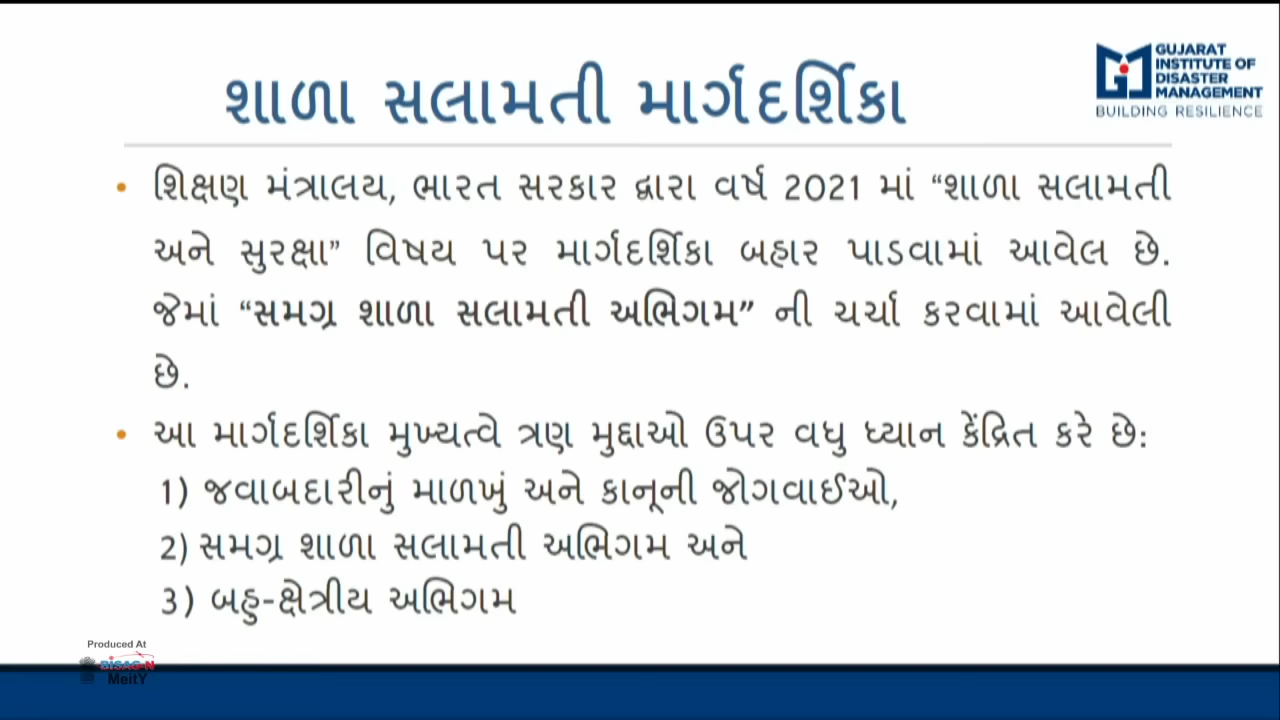 શાળા સલામતી માર્ગદર્શિકા
GUJARAT
INSTITUTE OF
DISASTER
MANAGEMENT
BUILDING RESILIENCE
• શિક્ષણ મંત્રાલય, ભારત સરકાર દ્વારા વર્ષ 2021 માં “શાળા સલામતી
અને સુરક્ષા” વિષય પર માર્ગદર્શિકા બહાર પાડવામાં આવેલ છે.
જેમાં “સમગ્ર શાળા સલામતી અભિગમ” ની ચર્ચા કરવામાં આવેલી
છે.
• આ માર્ગદર્શિકા મુખ્યત્વે ત્રણ મુદ્દાઓ ઉપર વધુ ધ્યાન કેંદ્રિત કરે છે:
1) જવાબદારીનું માળખું અને કાનૂની જોગવાઈઓ,
2) સમગ્ર શાળા સલામતી અભિગમ અને
3) બહુ-ક્ષેત્રીય અભિગમ
Produced At
BISAG-N
MeitY